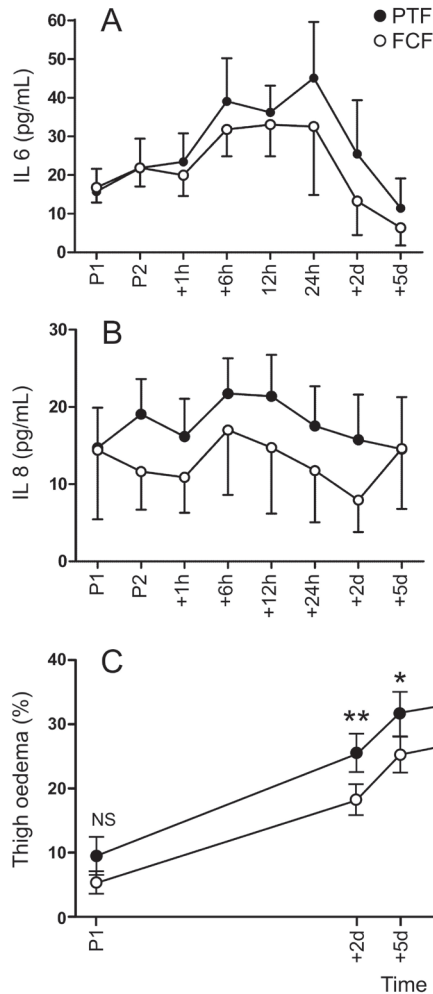 A
PTF
FCF
IL 6 (pg/mL)
60
50
40
30
20
10
0
P1
P2
+1h
+6h
12h
24h
+2d
+5d
B
IL 8 (pg/mL)
30
20
10
0
P1
P2
+1h
+6h
+12h
+24h
+2d
+5d
C
Thigh oedema (%)
40
30
20
10
0
NS
**
*
P1
+2d
+5d
Time